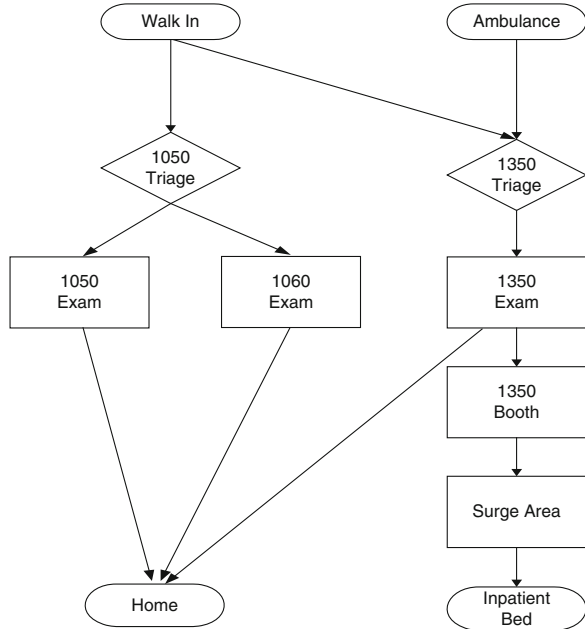 Walk In
Ambulance
1050
Triage
1350
Triage
1050
Exam
1060
Exam
1350
Exam
1350
Booth
Surge Area
Home
Inpatient
Bed